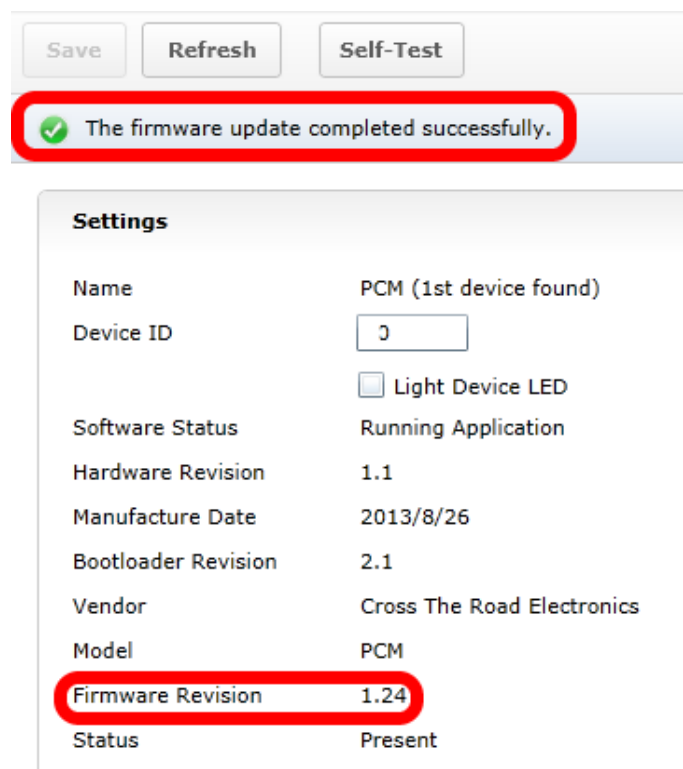 Save Refresh Self-Test
The firmware update completed successfully.
Settings
Name PCM (1st device found)
Device ID 0
Light Device LED
Software Status Running Application
Hardware Revision 1.1
Manufacture Date 2013/8/26
Bootloader Revision 2.1
Vendor Cross The Road Electronics
Model PCM
Firmware Revision 1.24
Status Present